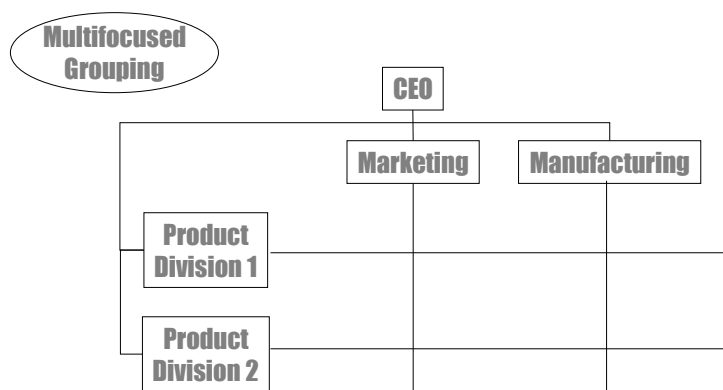 Multifocused
Grouping
CEO
Marketing
Manufacturing
Product
Division 1
Product
Division 2